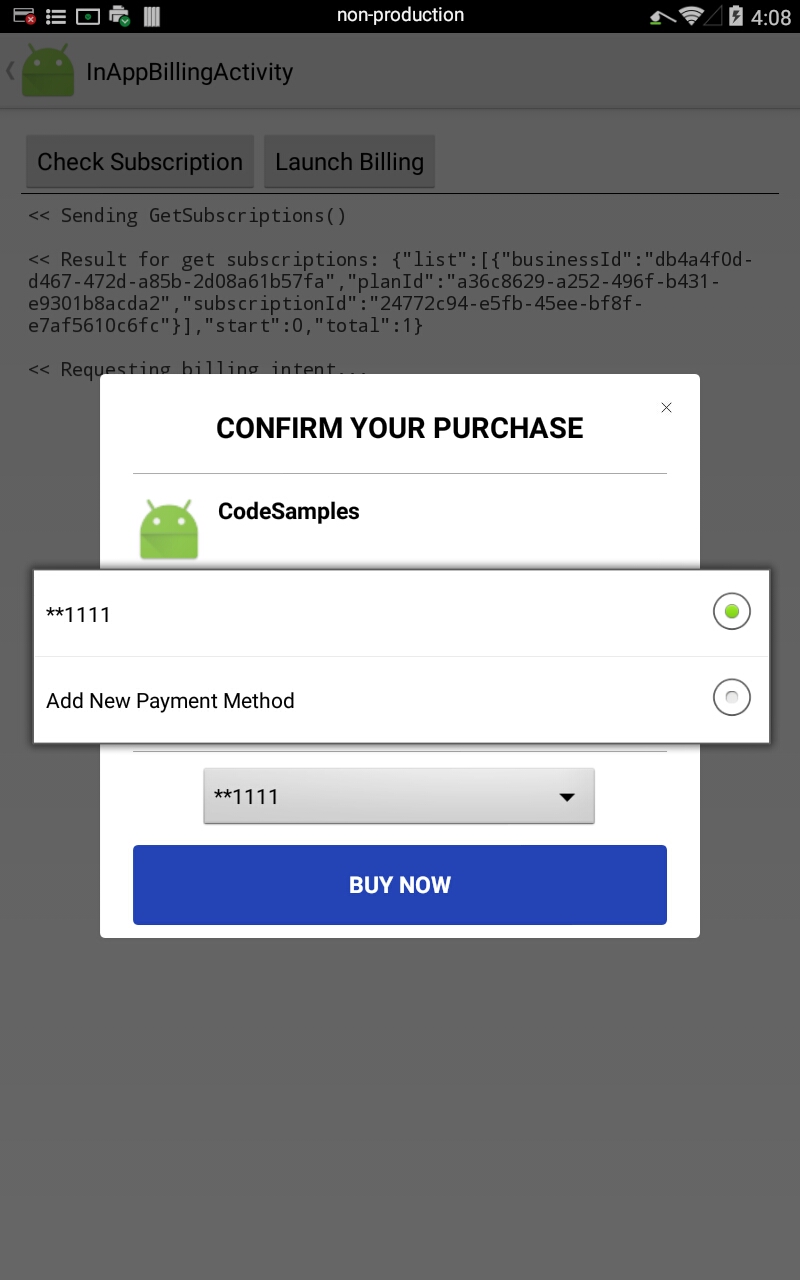 non-production
4:08
InAppBillingActivity
Check Subscription
Launch Billing
<< Sending GetSubscriptions()
<< Result for get subscriptions: {"list":[{"businessId":"db4a4f0d-
d467-472d-a85b-2d08a61b57fa","planId":"a36c8629-a252-496f-b431-
e9301b8acda2","subscriptionId":"24772c94-e5fb-45ee-bf8f-
e7af5610c6fc"}],"start":0,"total":1}
<< Requesting billing intent...
CONFIRM YOUR PURCHASE
CodeSamples
**1111
Add New Payment Method
**1111
BUY NOW